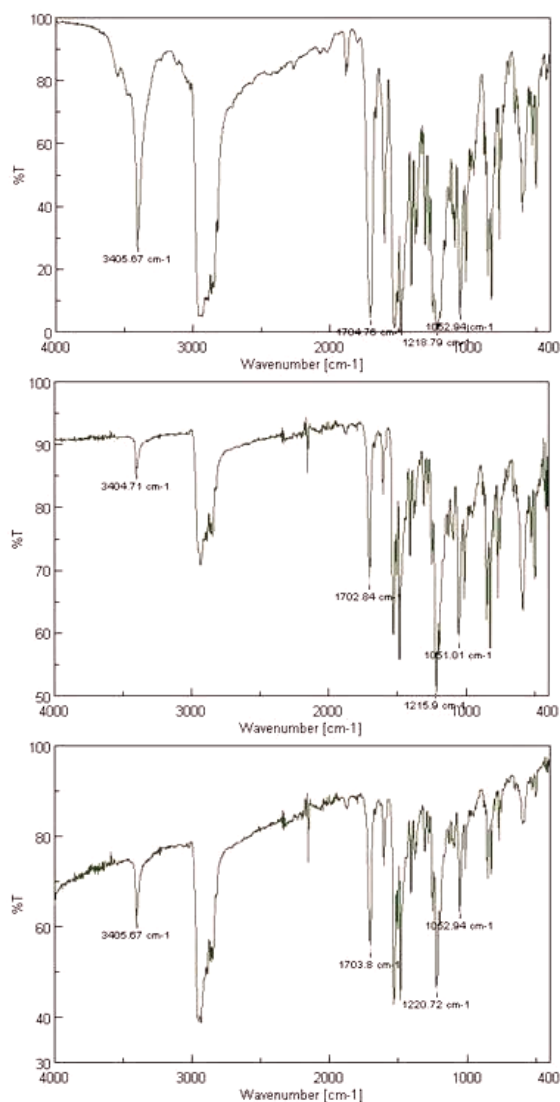 100
80
60
%T
40
20
0
3405.67 cm-1
1704.76 cm-1
1052.94 cm-1
1218.79 cm-1
4000 3000 2000 1000 400
Wavenumber [cm-1]
100
90
80
%T
70
60
50
3404.71 cm-1
1702.84 cm-1
1051.01 cm-1
1215.9 cm-1
4000 3000 2000 1000 400
Wavenumber [cm-1]
100
80
%T
60
40
30
3405.67 cm-1
1703.8 cm-1
1052.94 cm-1
1220.72 cm-1
4000 3000 2000 1000 400
Wavenumber [cm-1]